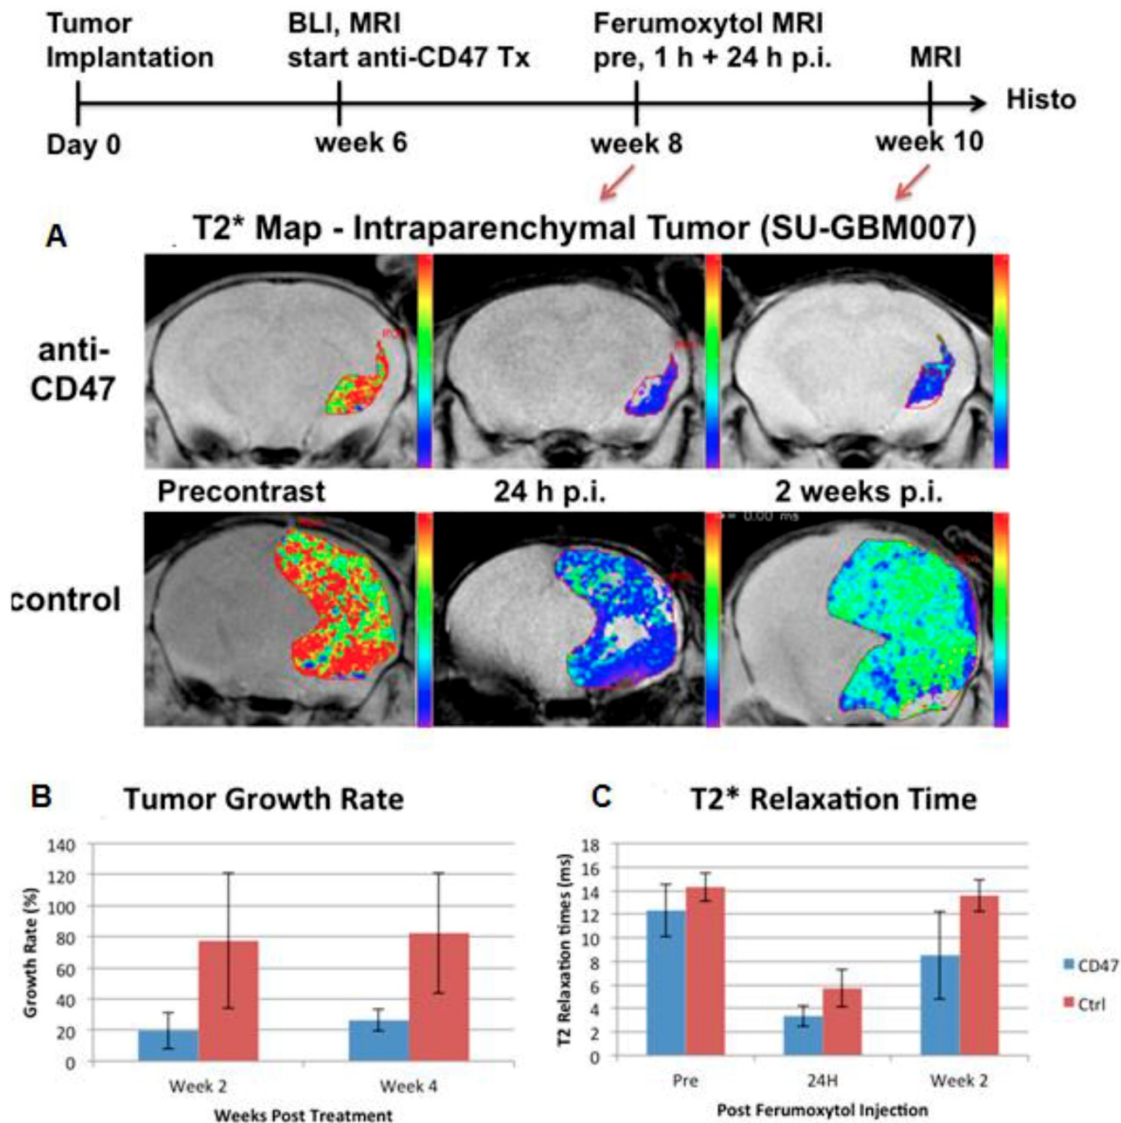 Tumor
Implantation
BLI, MRI
start anti-CD47 Tx
Ferumoxytol MRI
pre, 1 h + 24 h p.i.
MRI
Histo
Day 0
week 6
week 8
week 10
A
T2* Map - Intraparenchymal Tumor (SU-GBM007)
anti-
CD47
Precontrast
24 h p.i.
2 weeks p.i.
= 0.00 ms
control
B
Tumor Growth Rate
Growth Rate (%)
140
120
100
80
60
40
20
0
Week 2
Week 4
Weeks Post Treatment
C
T2* Relaxation Time
T2 Relaxation times (ms)
18
16
14
12
10
8
6
4
2
0
Pre
24H
Week 2
Post Ferumoxytol Injection
CD47
Ctrl